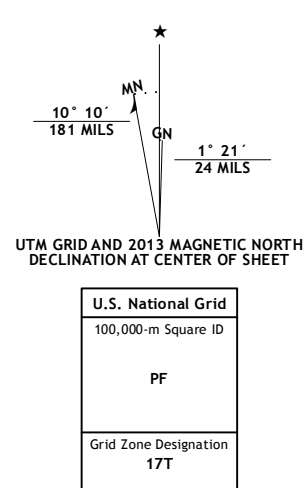 ★
MN
10° 10´
181 MILS
GN
1° 21´
24 MILS
UTM GRID AND 2013 MAGNETIC NORTH
DECLINATION AT CENTER OF SHEET
U.S. National Grid
100,000-m Square ID
PF
Grid Zone Designation
17T